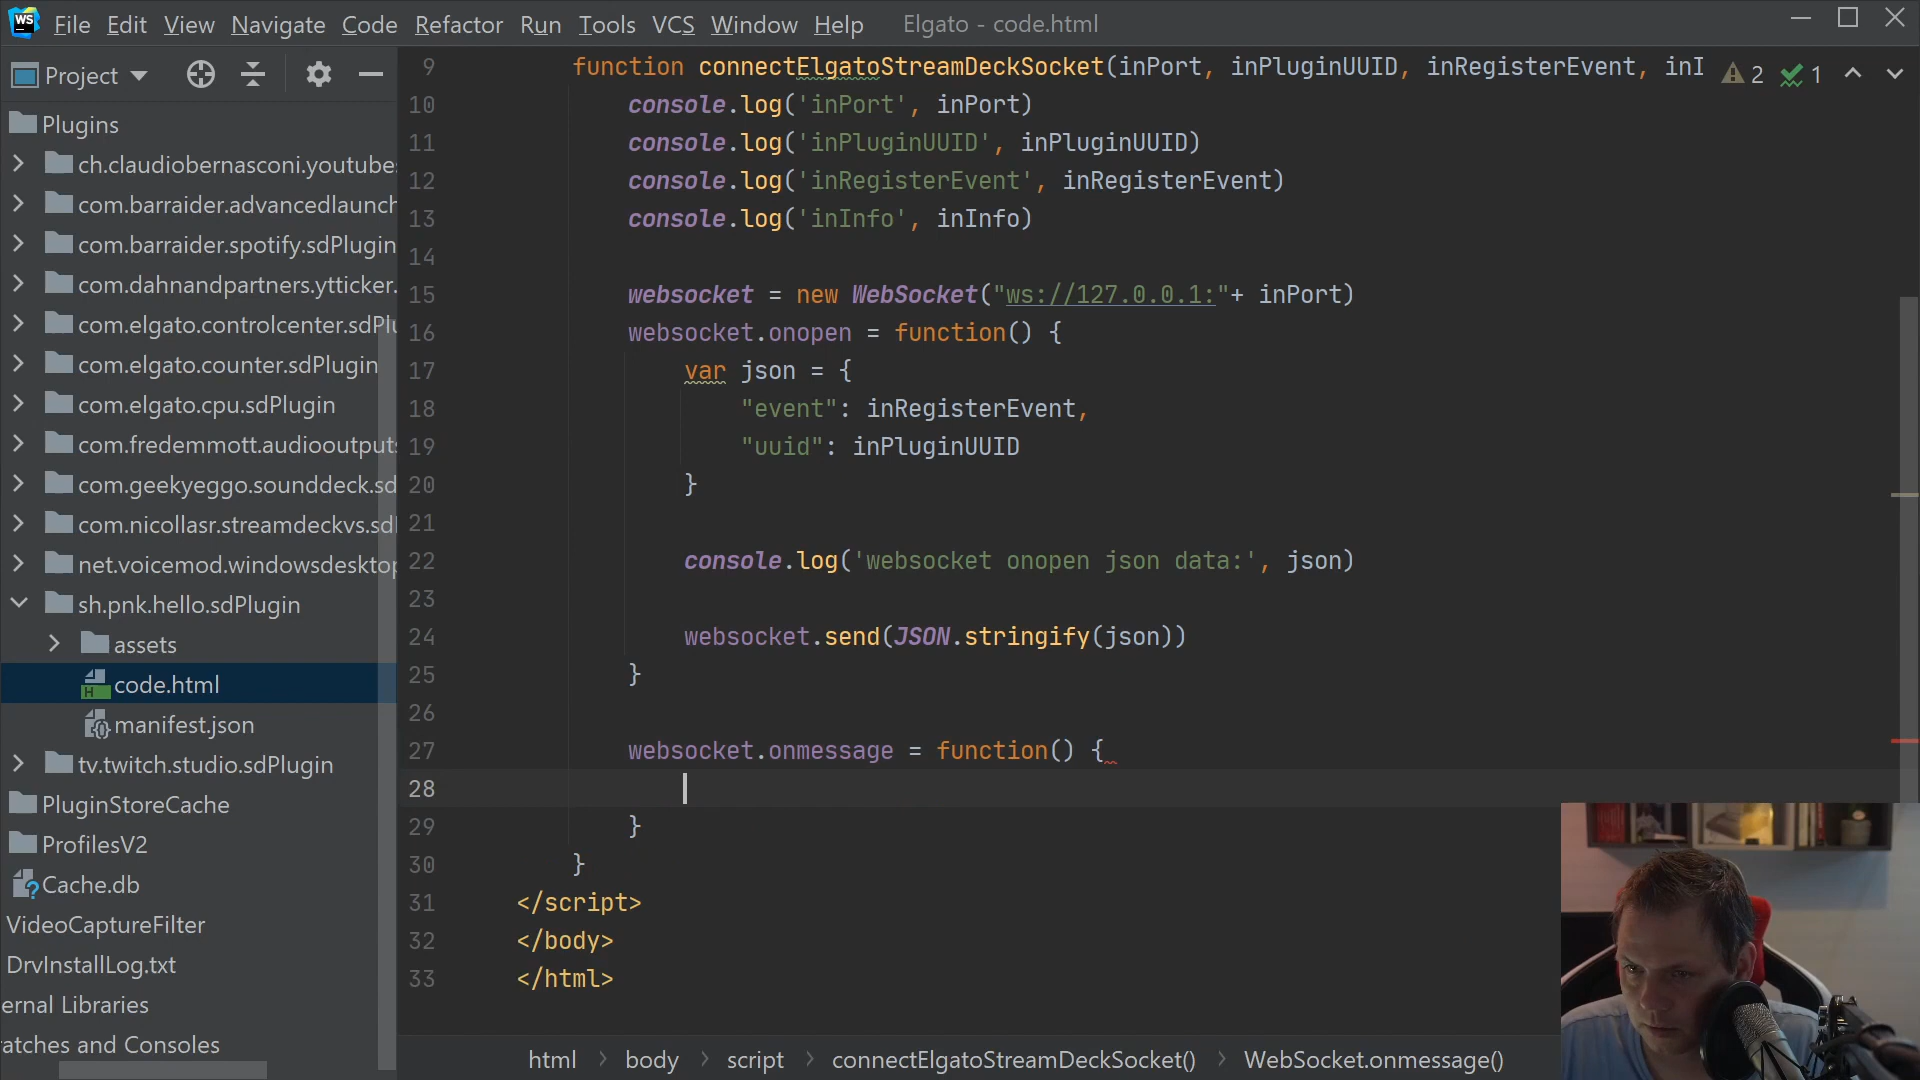 WS File Edit View Navigate Code Refactor Run Tools VCS Window Help Elgato - code.html
Project
Plugins
ch.claudiobernasconi.youtube
com.barraider.advancedlaunch
com.barraider.spotify.sdPlugin
com.dahnandpartners.ytticker.
com.elgato.controlcenter.sdPlu
com.elgato.counter.sdPlugin
com.elgato.cpu.sdPlugin
com.fredemmott.audiooutput
com.geekyeggo.sounddeck.sd
com.nicollasr.streamdeckvs.sd
net.voicemod.windowsdesktop
sh.pnk.hello.sdPlugin
assets
code.html
manifest.json
tv.twitch.studio.sdPlugin
PluginStoreCache
ProfilesV2
Cache.db
VideoCaptureFilter
DrvInstallLog.txt
ernal Libraries
atches and Consoles
2 1
9 function connectElgatoStreamDeckSocket(inPort, inPluginUUID, inRegisterEvent, inI
10 console.log('inPort', inPort)
11 console.log('inPluginUUID', inPluginUUID)
12 console.log('inRegisterEvent', inRegisterEvent)
13 console.log('inInfo', inInfo)
14
15 websocket = new WebSocket("ws://127.0.0.1:"+ inPort)
16 websocket.onopen = function() {
17 var json = {
18 "event": inRegisterEvent,
19 "uuid": inPluginUUID
20 }
21
22 console.log('websocket onopen json data:', json)
23
24 websocket.send(JSON.stringify(json))
25 }
26
27 websocket.onmessage = function() {
28
29 }
30 }
31 </script>
32 </body>
33 </html>
html > body > script > connectElgatoStreamDeckSocket() > WebSocket.onmessage()